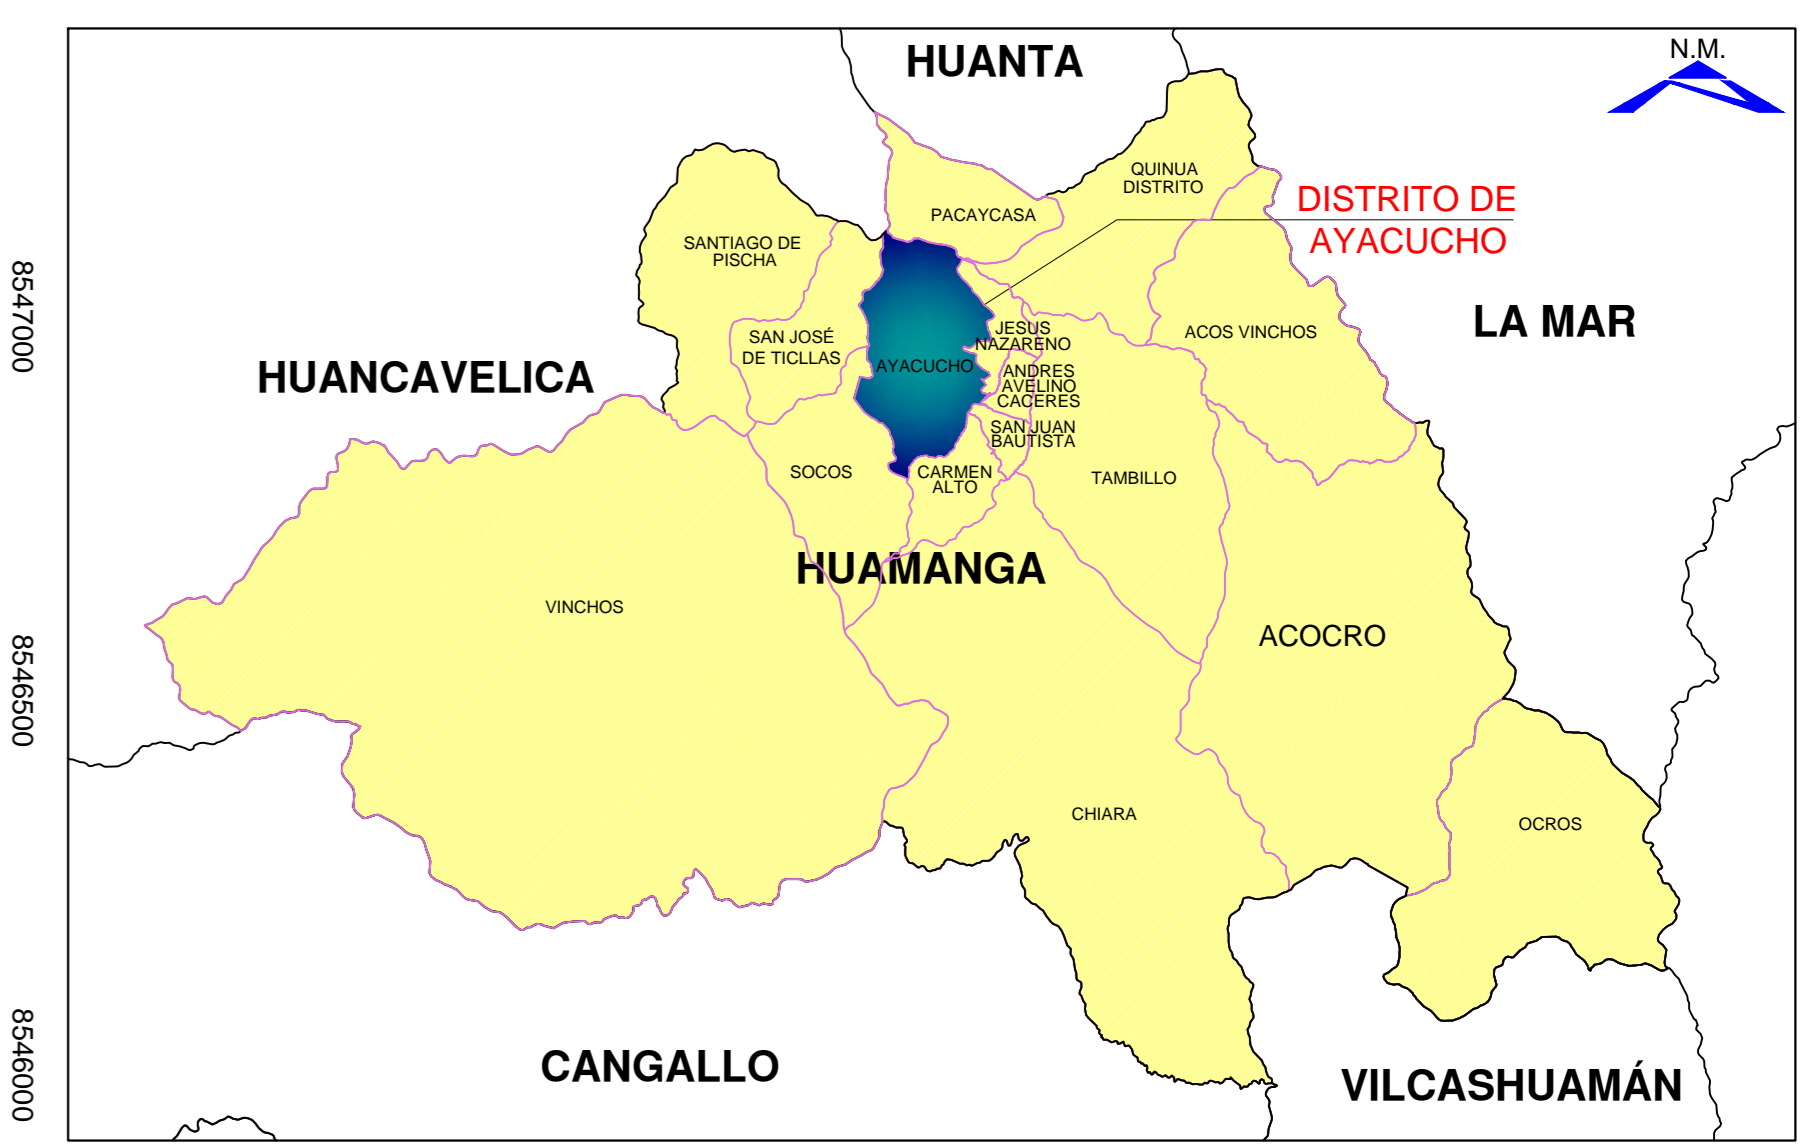 HUANTA
N.M.
QUINUA
DISTRITO
DISTRITO DE
AYACUCHO
PACAYCASA
SANTIAGO DE
PISCHA
8547000
LA MAR
JESUS
NAZARENO
ACOS VINCHOS
SAN JOSÉ
DE TICLLAS
HUANCAVELICA
AYACUCHO
ANDRES
AVELINO
CACERES
SAN JUAN
BAUTISTA
SOCOS
CARMEN
ALTO
TAMBILLO
HUAMANGA
VINCHOS
ACOCRO
8546500
CHIARA
OCROS
8546000
CANGALLO
VILCASHUAMÁN